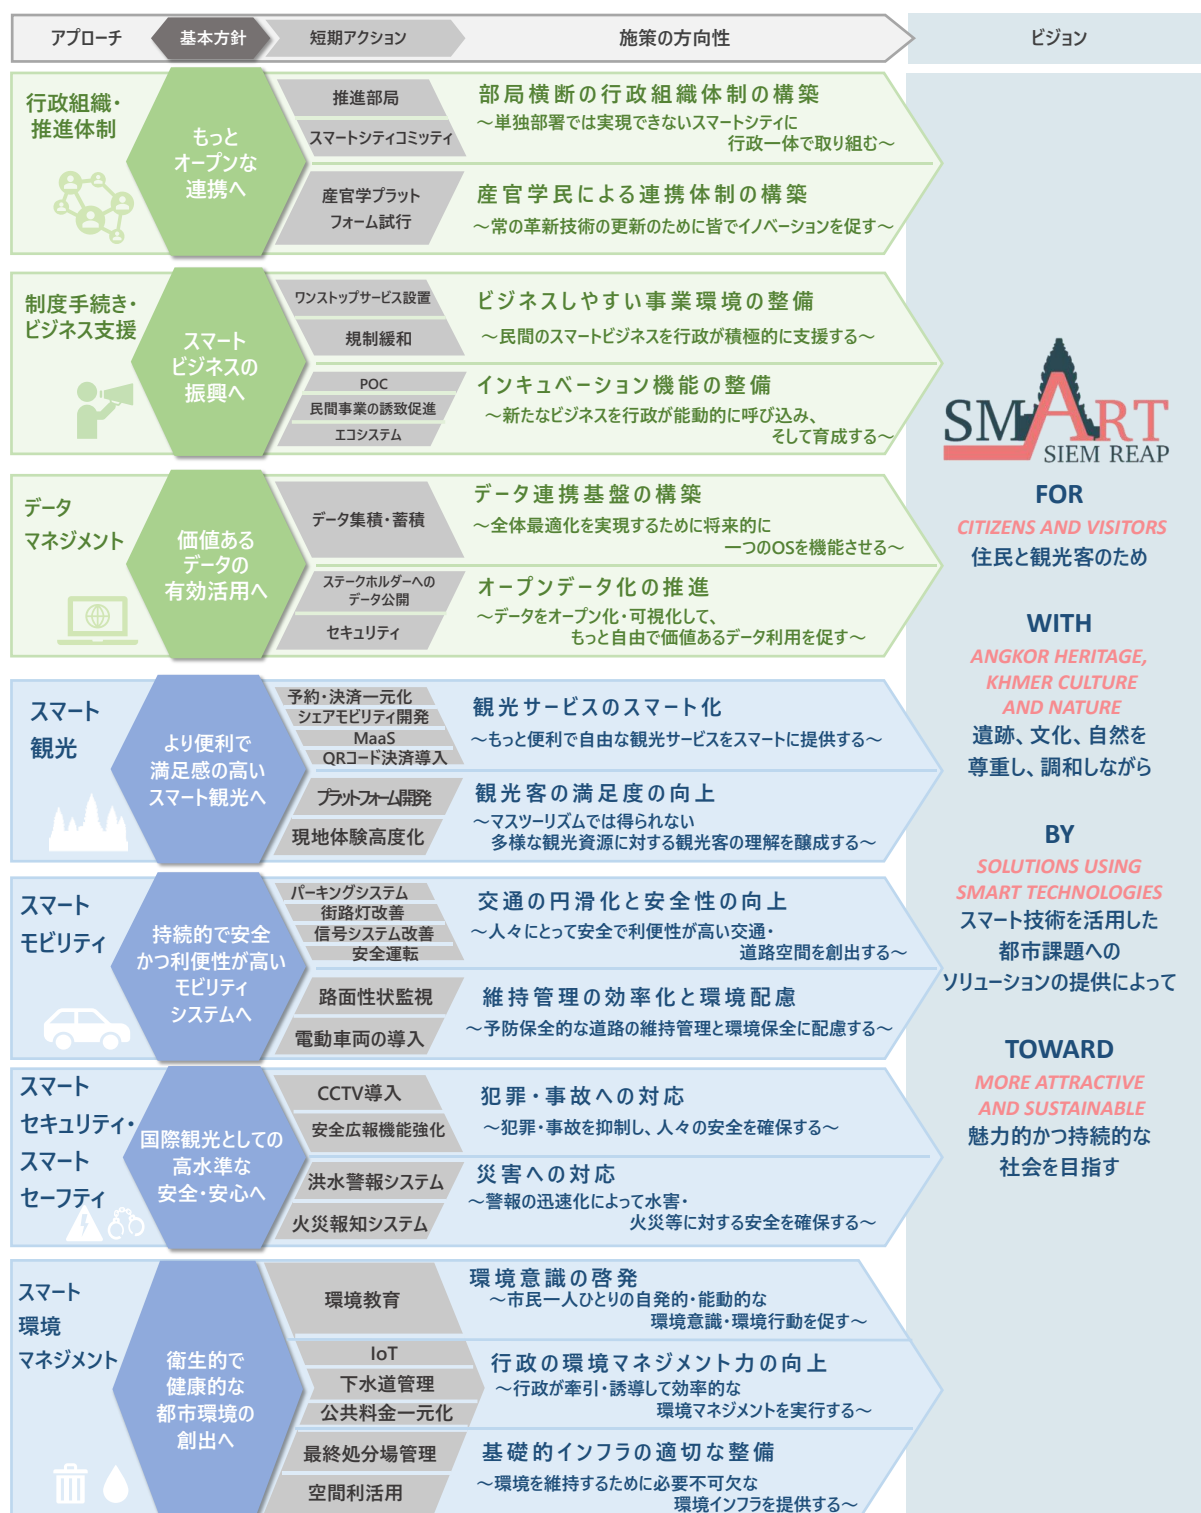 アプローチ
基本方針
短期アクション
施策の方向性
ビジョン
行政組織・
推進体制
もっと
オープンな
連携へ
推進部局
スマートシティコミッティ
部局横断の行政組織体制の構築
～単独部署では実現できないスマートシティに
行政一体で取り組む～
産官学プラット
フォーム試行
産官学民による連携体制の構築
～常の革新技術の更新のために皆でイノベーションを促す～
制度手続き・
ビジネス支援
スマート
ビジネスの
振興へ
ワンストップサービス設置
規制緩和
ビジネスしやすい事業環境の整備
～民間のスマートビジネスを行政が積極的に支援する～
POC
民間事業の誘致促進
エコシステム
インキュベーション機能の整備
～新たなビジネスを行政が能動的に呼び込み、
そして育成する～
データ
マネジメント
価値ある
データの
有効活用へ
データ集積・蓄積
データ連携基盤の構築
～全体最適化を実現するために将来的に
一つのOSを機能させる～
ステークホルダーへの
データ公開
セキュリティ
オープンデータ化の推進
～データをオープン化・可視化して、
もっと自由で価値あるデータ利用を促す～
スマート
観光
より便利で
満足感の高い
スマート観光へ
予約・決済一元化
シェアモビリティ開発
MaaS
QRコード決済導入
観光サービスのスマート化
～もっと便利で自由な観光サービスをスマートに提供する～
プラットフォーム開発
現地体験高度化
観光客の満足度の向上
～マスツーリズムでは得られない
多様な観光資源に対する観光客の理解を醸成する～
スマート
モビリティ
持続的で安全
かつ利便性が高い
モビリティ
システムへ
パーキングシステム
街路灯改善
信号システム改善
安全運転
交通の円滑化と安全性の向上
～人々にとって安全で利便性が高い交通・
道路空間を創出する～
路面性状監視
電動車両の導入
維持管理の効率化と環境配慮
～予防保全的な道路の維持管理と環境保全に配慮する～
スマート
セキュリティ・
スマート
セーフティ
国際観光としての
高水準な
安全・安心へ
CCTV導入
安全広報機能強化
犯罪・事故への対応
～犯罪・事故を抑制し、人々の安全を確保する～
洪水警報システム
火災報知システム
災害への対応
～警報の迅速化によって水害・
火災等に対する安全を確保する～
スマート
環境
マネジメント
衛生的で
健康的な
都市環境の
創出へ
環境教育
環境意識の啓発
～市民一人ひとりの自発的・能動的な
環境意識・環境行動を促す～
IoT
下水道管理
公共料金一元化
行政の環境マネジメント力の向上
～行政が牽引・誘導して効率的な
環境マネジメントを実行する～
最終処分場管理
空間利活用
基礎的インフラの適切な整備
～環境を維持するために必要不可欠な
環境インフラを提供する～
SMART
SIEM REAP
FOR
CITIZENS AND VISITORS
住民と観光客のため
WITH
ANGKOR HERITAGE,
KHMER CULTURE
AND NATURE
遺跡、文化、自然を
尊重し、調和しながら
BY
SOLUTIONS USING
SMART TECHNOLOGIES
スマート技術を活用した
都市課題への
ソリューションの提供によって
TOWARD
MORE ATTRACTIVE
AND SUSTAINABLE
魅力的かつ持続的な
社会を目指す